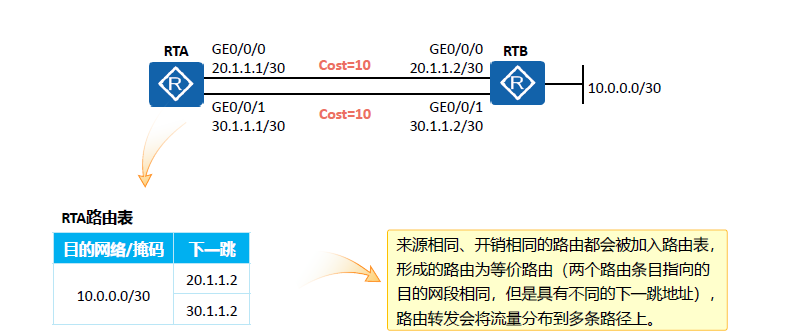 RTA
GE0/0/0
20.1.1.1/30
Cost=10
GE0/0/0
20.1.1.2/30
RTB
R
R
10.0.0.0/30
GE0/0/1
30.1.1.1/30
Cost=10
GE0/0/1
30.1.1.2/30
RTA路由表
目的网络/掩码 下一跳
10.0.0.0/30
20.1.1.2
30.1.1.2
来源相同、开销相同的路由都会被加入路由表，
形成的路由为等价路由（两个路由条目指向的
目的网段相同，但是具有不同的下一跳地址），
路由转发会将流量分布到多条路径上。